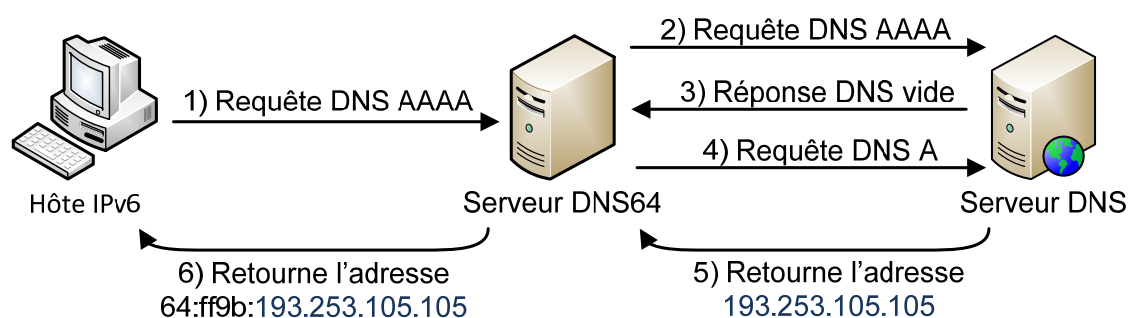 2) Requête DNS AAAA
1) Requête DNS AAAA
3) Réponse DNS vide
4) Requête DNS A
Hôte IPv6
Serveur DNS64
Serveur DNS
6) Retourne l’adresse
64:ff9b:193.253.105.105
5) Retourne l’adresse
193.253.105.105